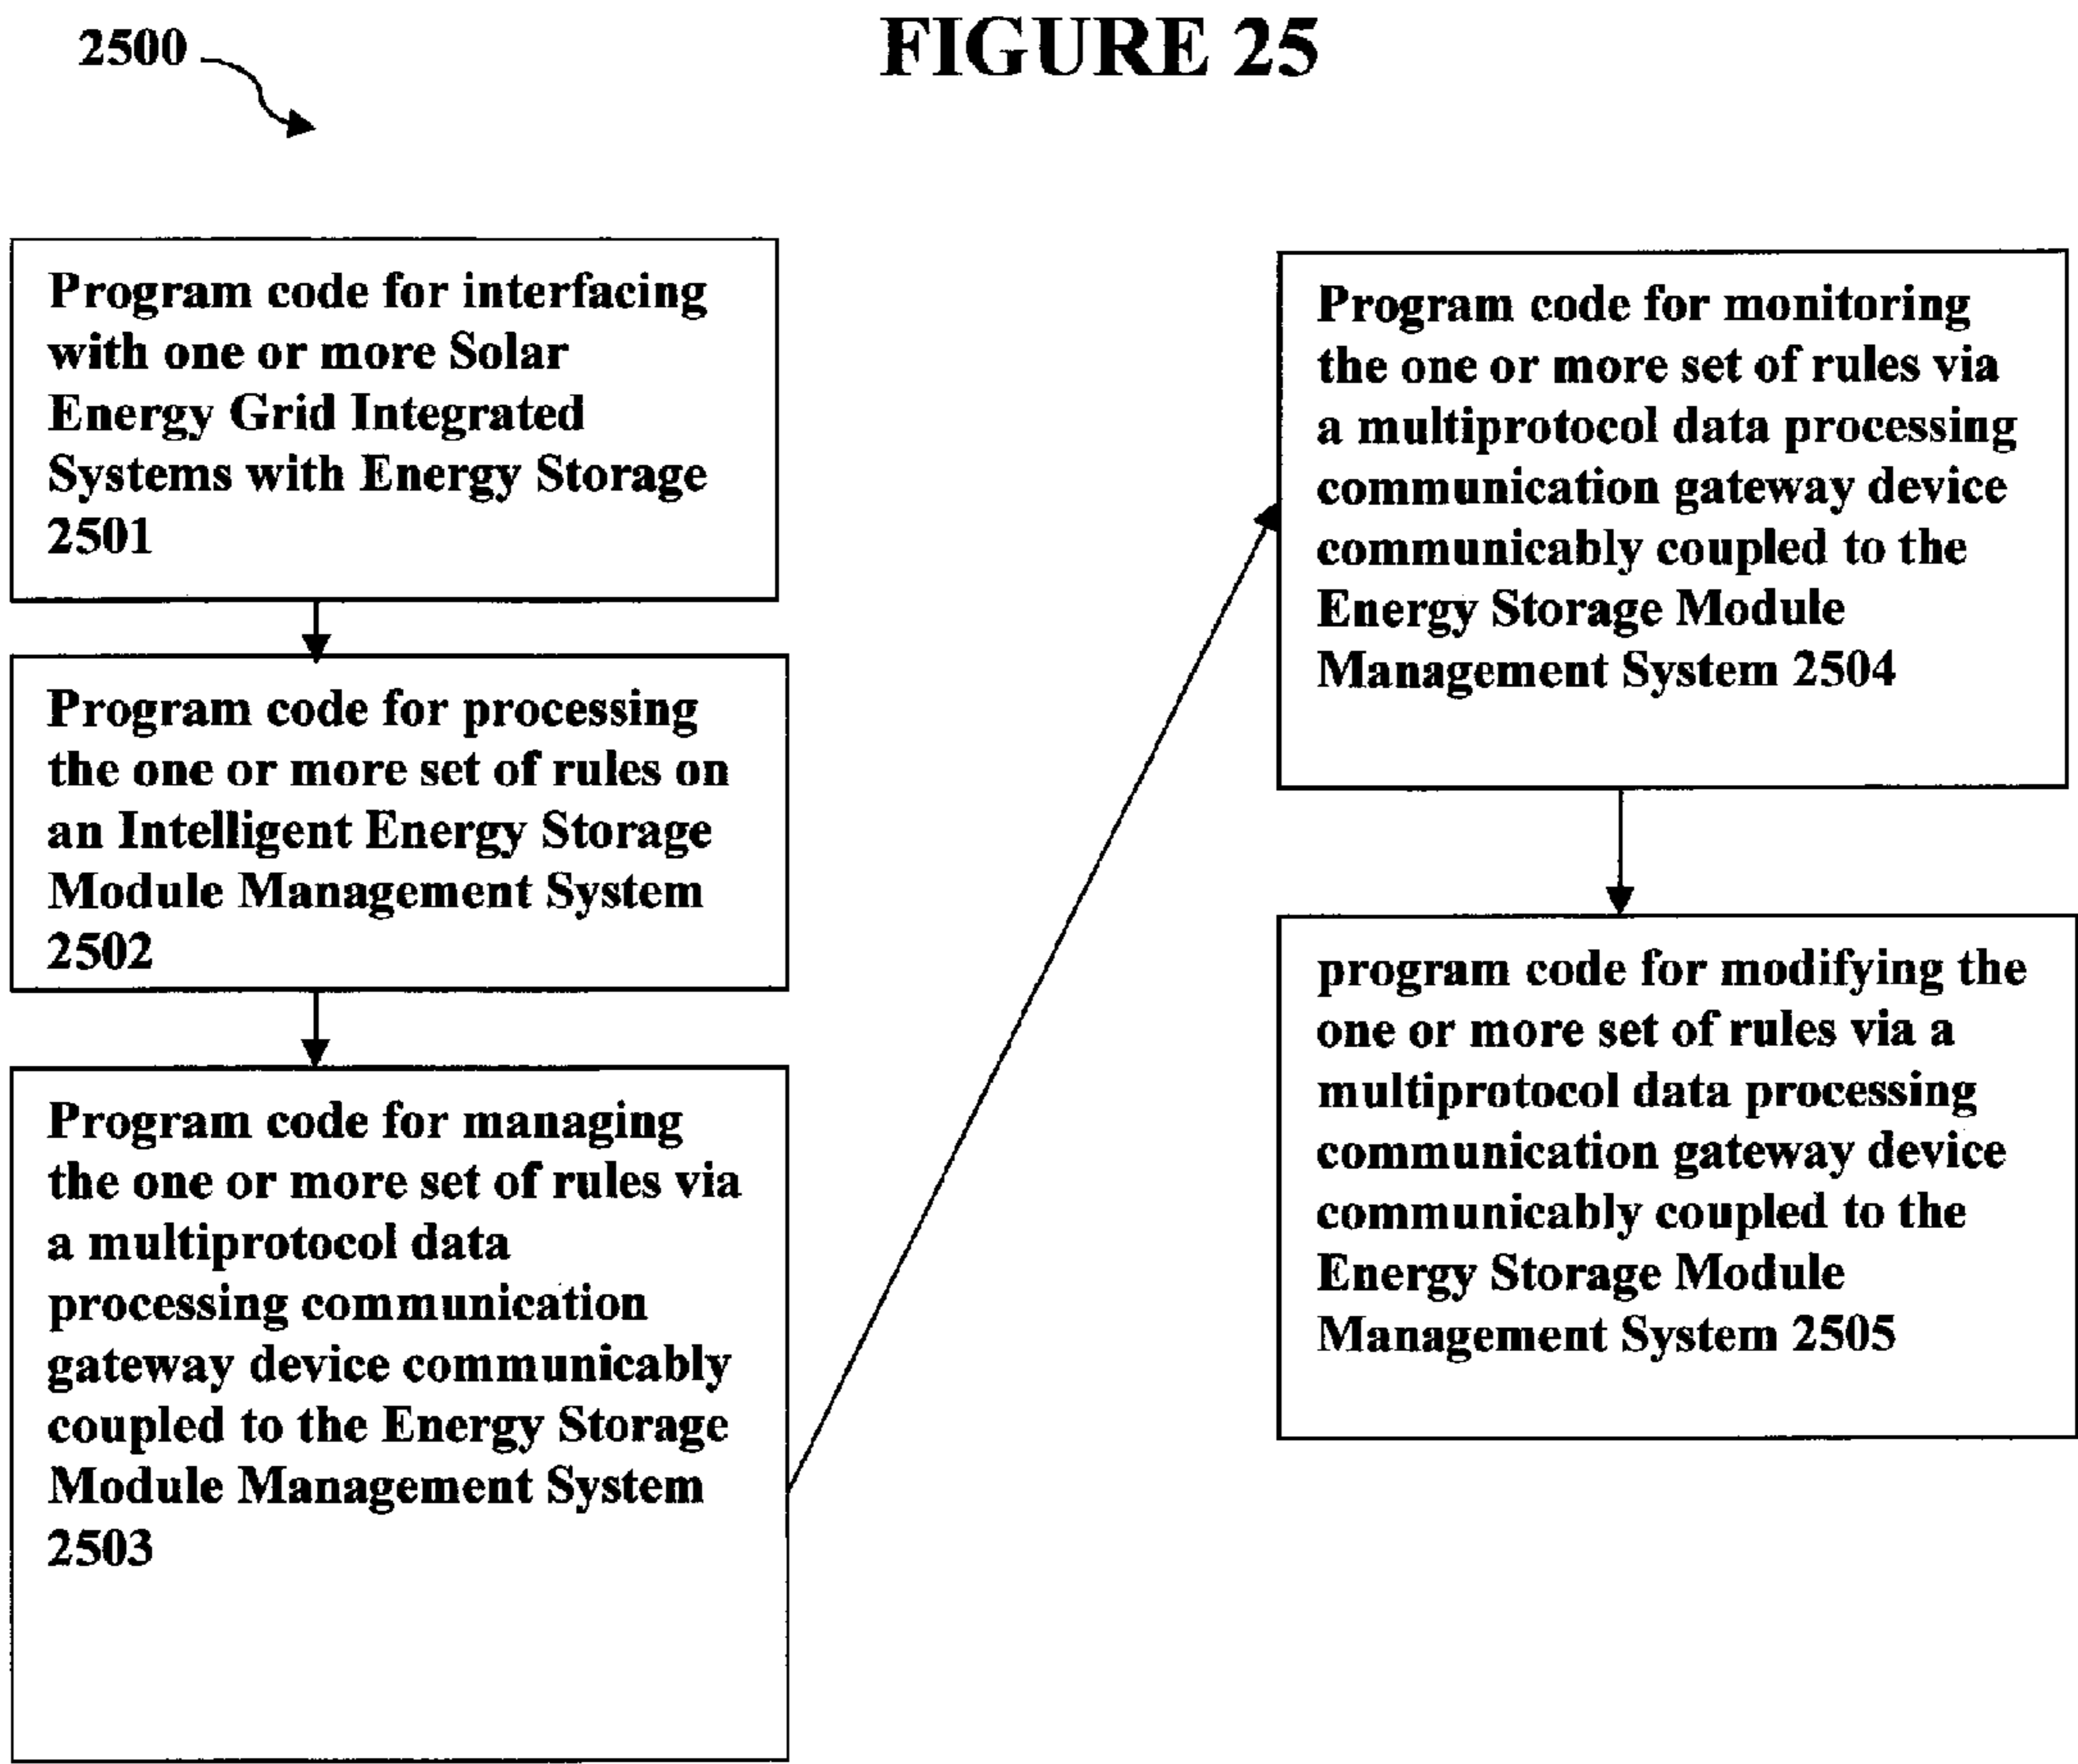 2500
FIGURE 25
Program code for interfacing
with one or more Solar
Energy Grid Integrated
Systems with Energy Storage
2501
Program code for processing
the one or more set of rules on
an Intelligent Energy Storage
Module Management System
2502
Program code for managing
the one or more set of rules via
a multiprotocol data
processing communication
gateway device communicably
coupled to the Energy Storage
Module Management System
2503
Program code for monitoring
the one or more set of rules via
a multiprotocol data processing
communication gateway device
communicably coupled to the
Energy Storage Module
Management System 2504
program code for modifying the
one or more set of rules via a
multiprotocol data processing
communication gateway device
communicably coupled to the
Energy Storage Module
Management System 2505